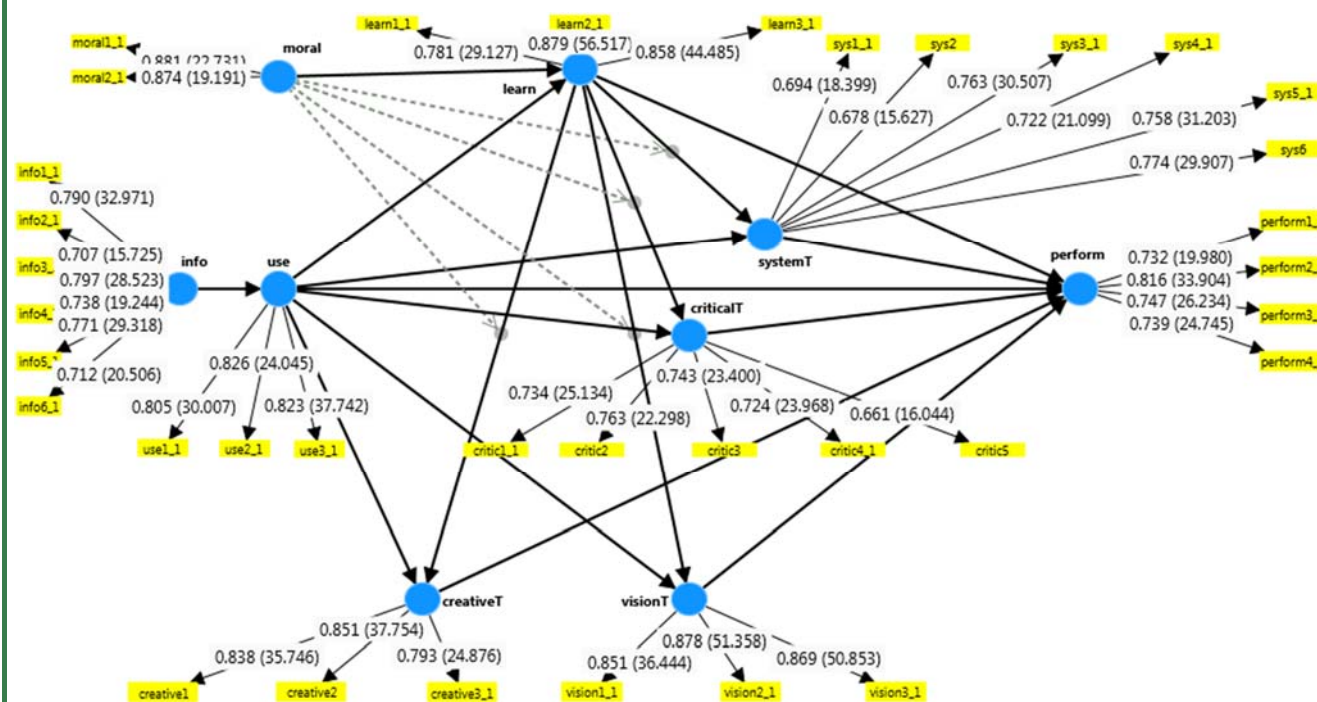 learn1_1
learn2_1
learn3_1
moral1_1
moral
0.881 (22.731)
moral2_1
0.874 (19.191)
0.781 (29.127)
0.879 (56.517)
0.858 (44.485)
learn
sys1_1
sys2
sys3_1
sys4_1
sys5_1
sys6
0.694 (18.399)
0.678 (15.627)
0.763 (30.507)
0.722 (21.099)
0.758 (31.203)
0.774 (29.907)
info1_1
0.790 (32.971)
info2_1
0.707 (15.725)
info3_
0.797 (28.523)
info4_
0.738 (19.244)
0.771 (29.318)
info5_
0.712 (20.506)
info6_1
info
use
systemT
perform
perform1_
0.732 (19.980)
perform2_
0.816 (33.904)
0.747 (26.234)
perform3_
0.739 (24.745)
perform4_
criticalT
0.826 (24.045)
0.805 (30.007)
0.823 (37.742)
use1_1
use2_1
use3_1
0.734 (25.134)
0.763 (22.298)
0.743 (23.400)
0.724 (23.968)
0.661 (16.044)
critic1_1
critic2
critic3
critic4_1
critic5
creativeT
visionT
0.838 (35.746)
0.851 (37.754)
0.793 (24.876)
0.851 (36.444)
0.878 (51.358)
0.869 (50.853)
creative1
creative2
creative3_1
vision1_1
vision2_1
vision3_1